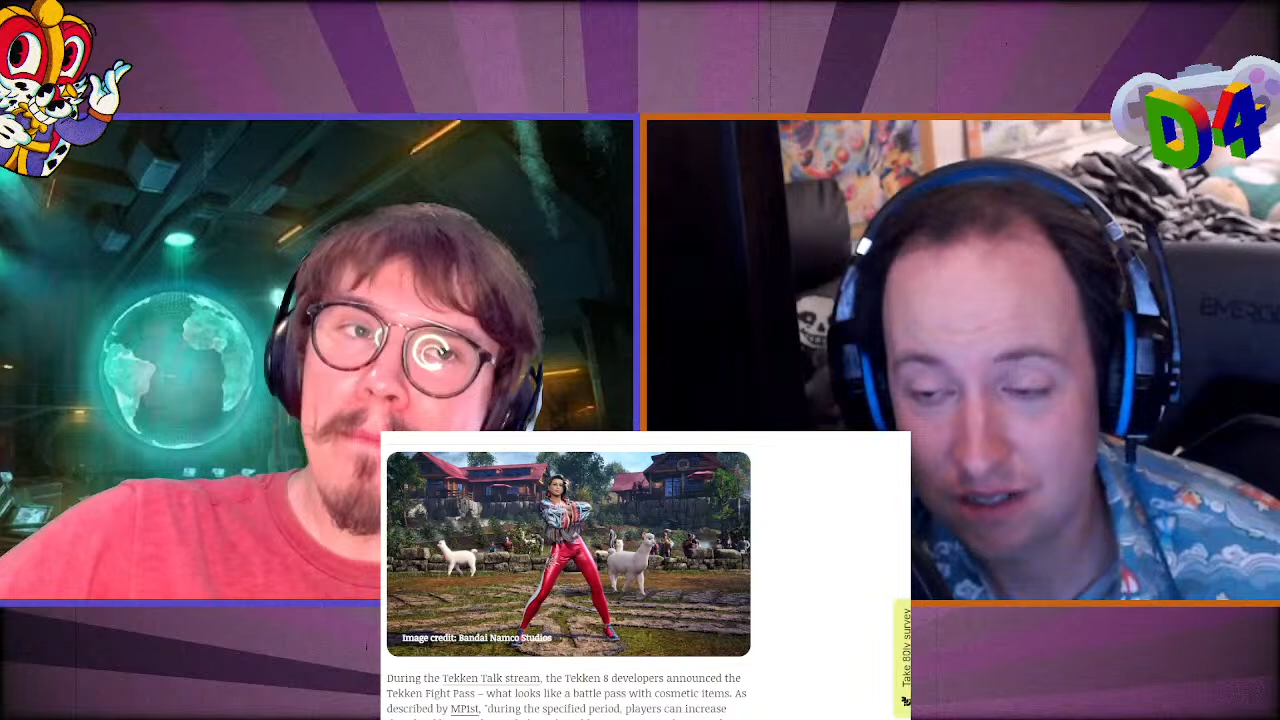 D4
EMERG
Image credit: Bandai Namco Studios
During the Tekken Talk stream, the Tekken 8 developers announced the
Tekken Fight Pass – what looks like a battle pass with cosmetic items. As
described by MP1st, "during the specified period, players can increase
Take 80lv survey